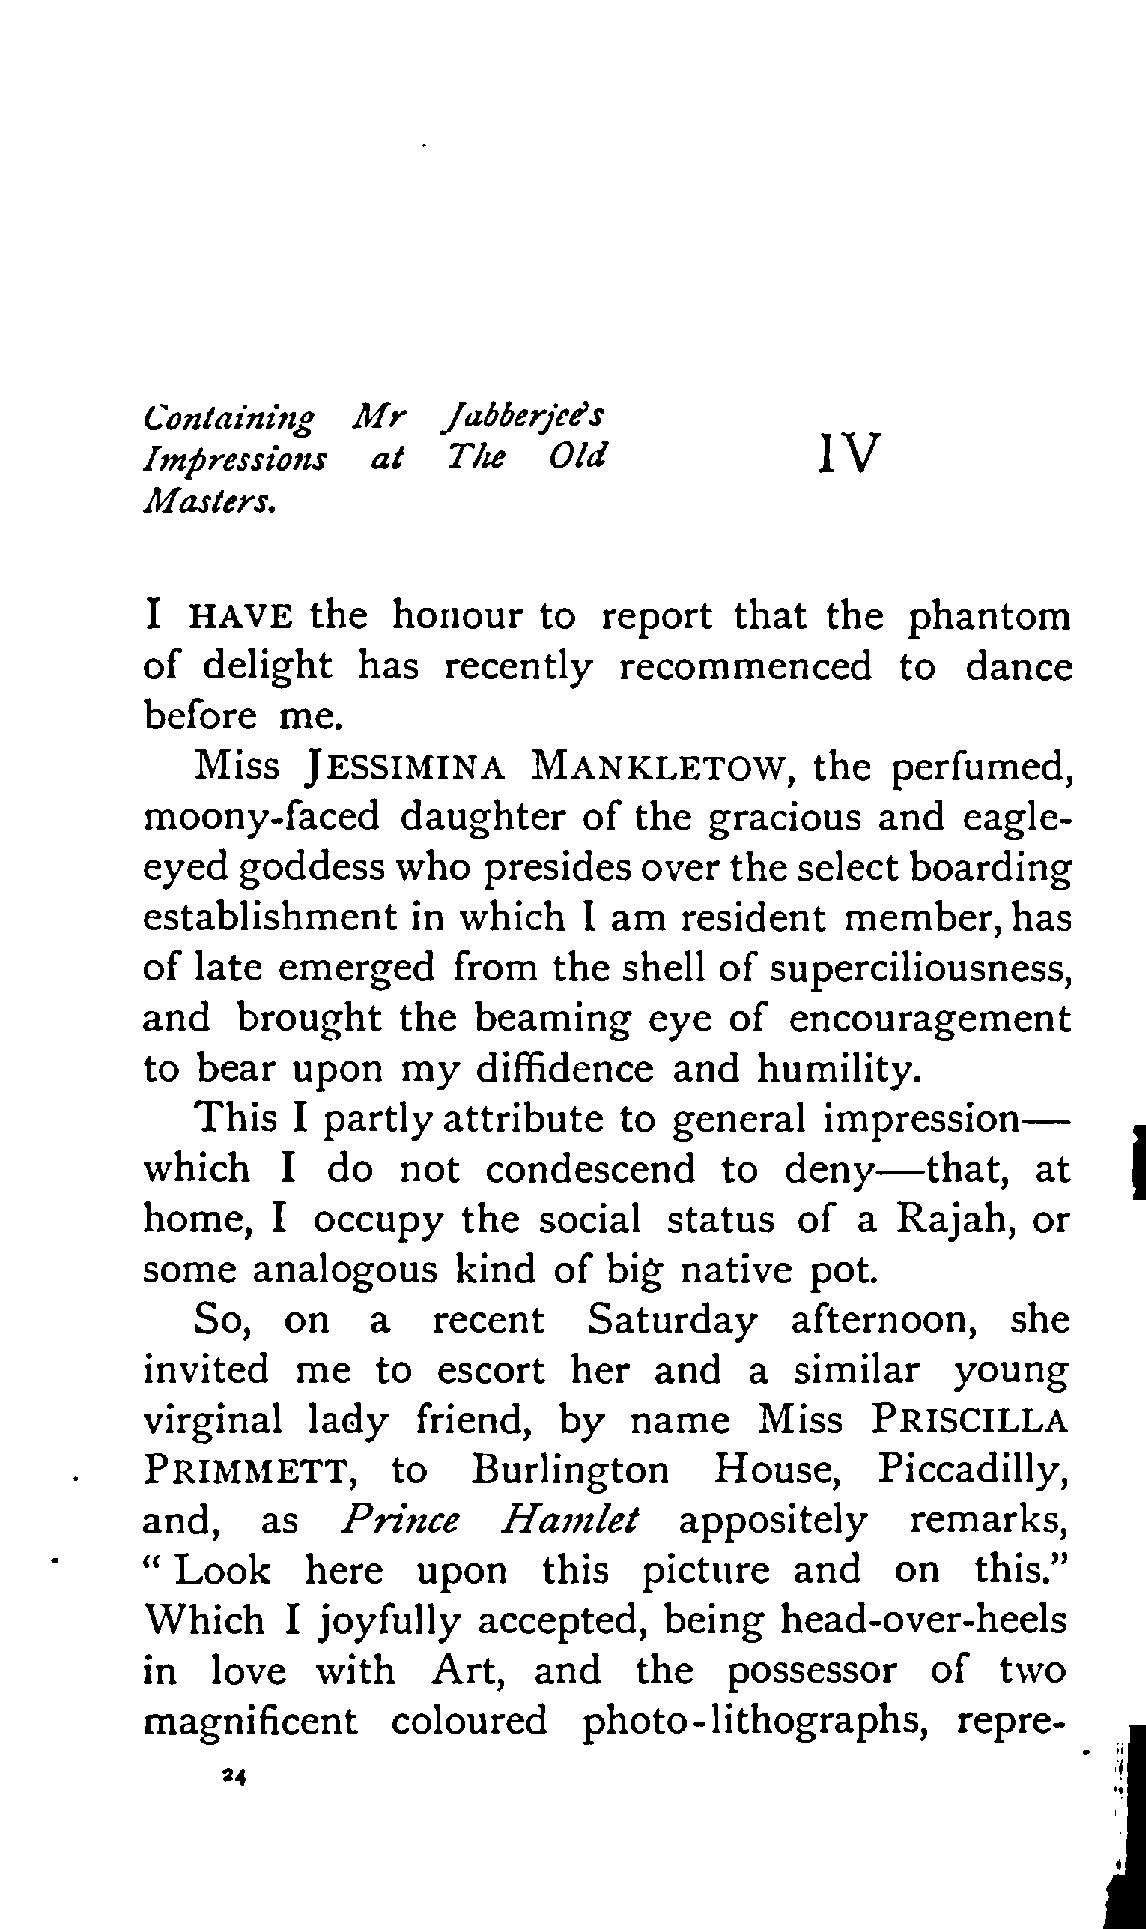 Containing Mr Jabberjee's
Impressions at The Old
Masters.
IV
I HAVE the honour to report that the phantom
of delight has recently recommenced to dance
before me.
Miss JESSIMINA MANKLETOW, the perfumed,
moony-faced daughter of the gracious and eagle-
eyed goddess who presides over the select boarding
establishment in which I am resident member, has
of late emerged from the shell of superciliousness,
and brought the beaming eye of encouragement
to bear upon my diffidence and humility.
This I partly attribute to general impression—
which I do not condescend to deny—that, at
home, I occupy the social status of a Rajah, or
some analogous kind of big native pot.
So, on a recent Saturday afternoon, she
invited me to escort her and a similar young
virginal lady friend, by name Miss PRISCILLA
PRIMMETT, to Burlington House, Piccadilly,
and, as Prince Hamlet appositely remarks,
“Look here upon this picture and on this.”
Which I joyfully accepted, being head-over-heels
in love with Art, and the possessor of two
magnificent coloured photo-lithographs, repre-
24